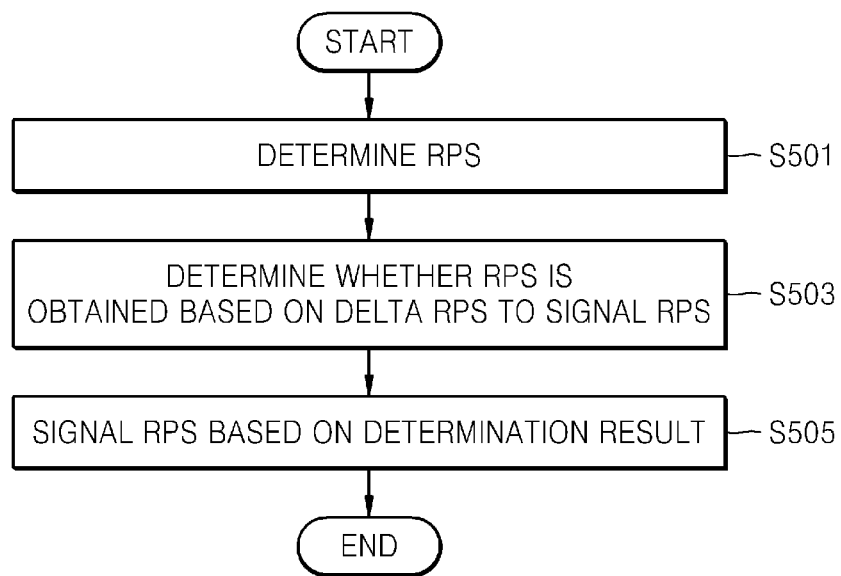 START
DETERMINE RPS
S501
DETERMINE WHETHER RPS IS
OBTAINED BASED ON DELTA RPS TO SIGNAL RPS
S503
SIGNAL RPS BASED ON DETERMINATION RESULT
S505
END